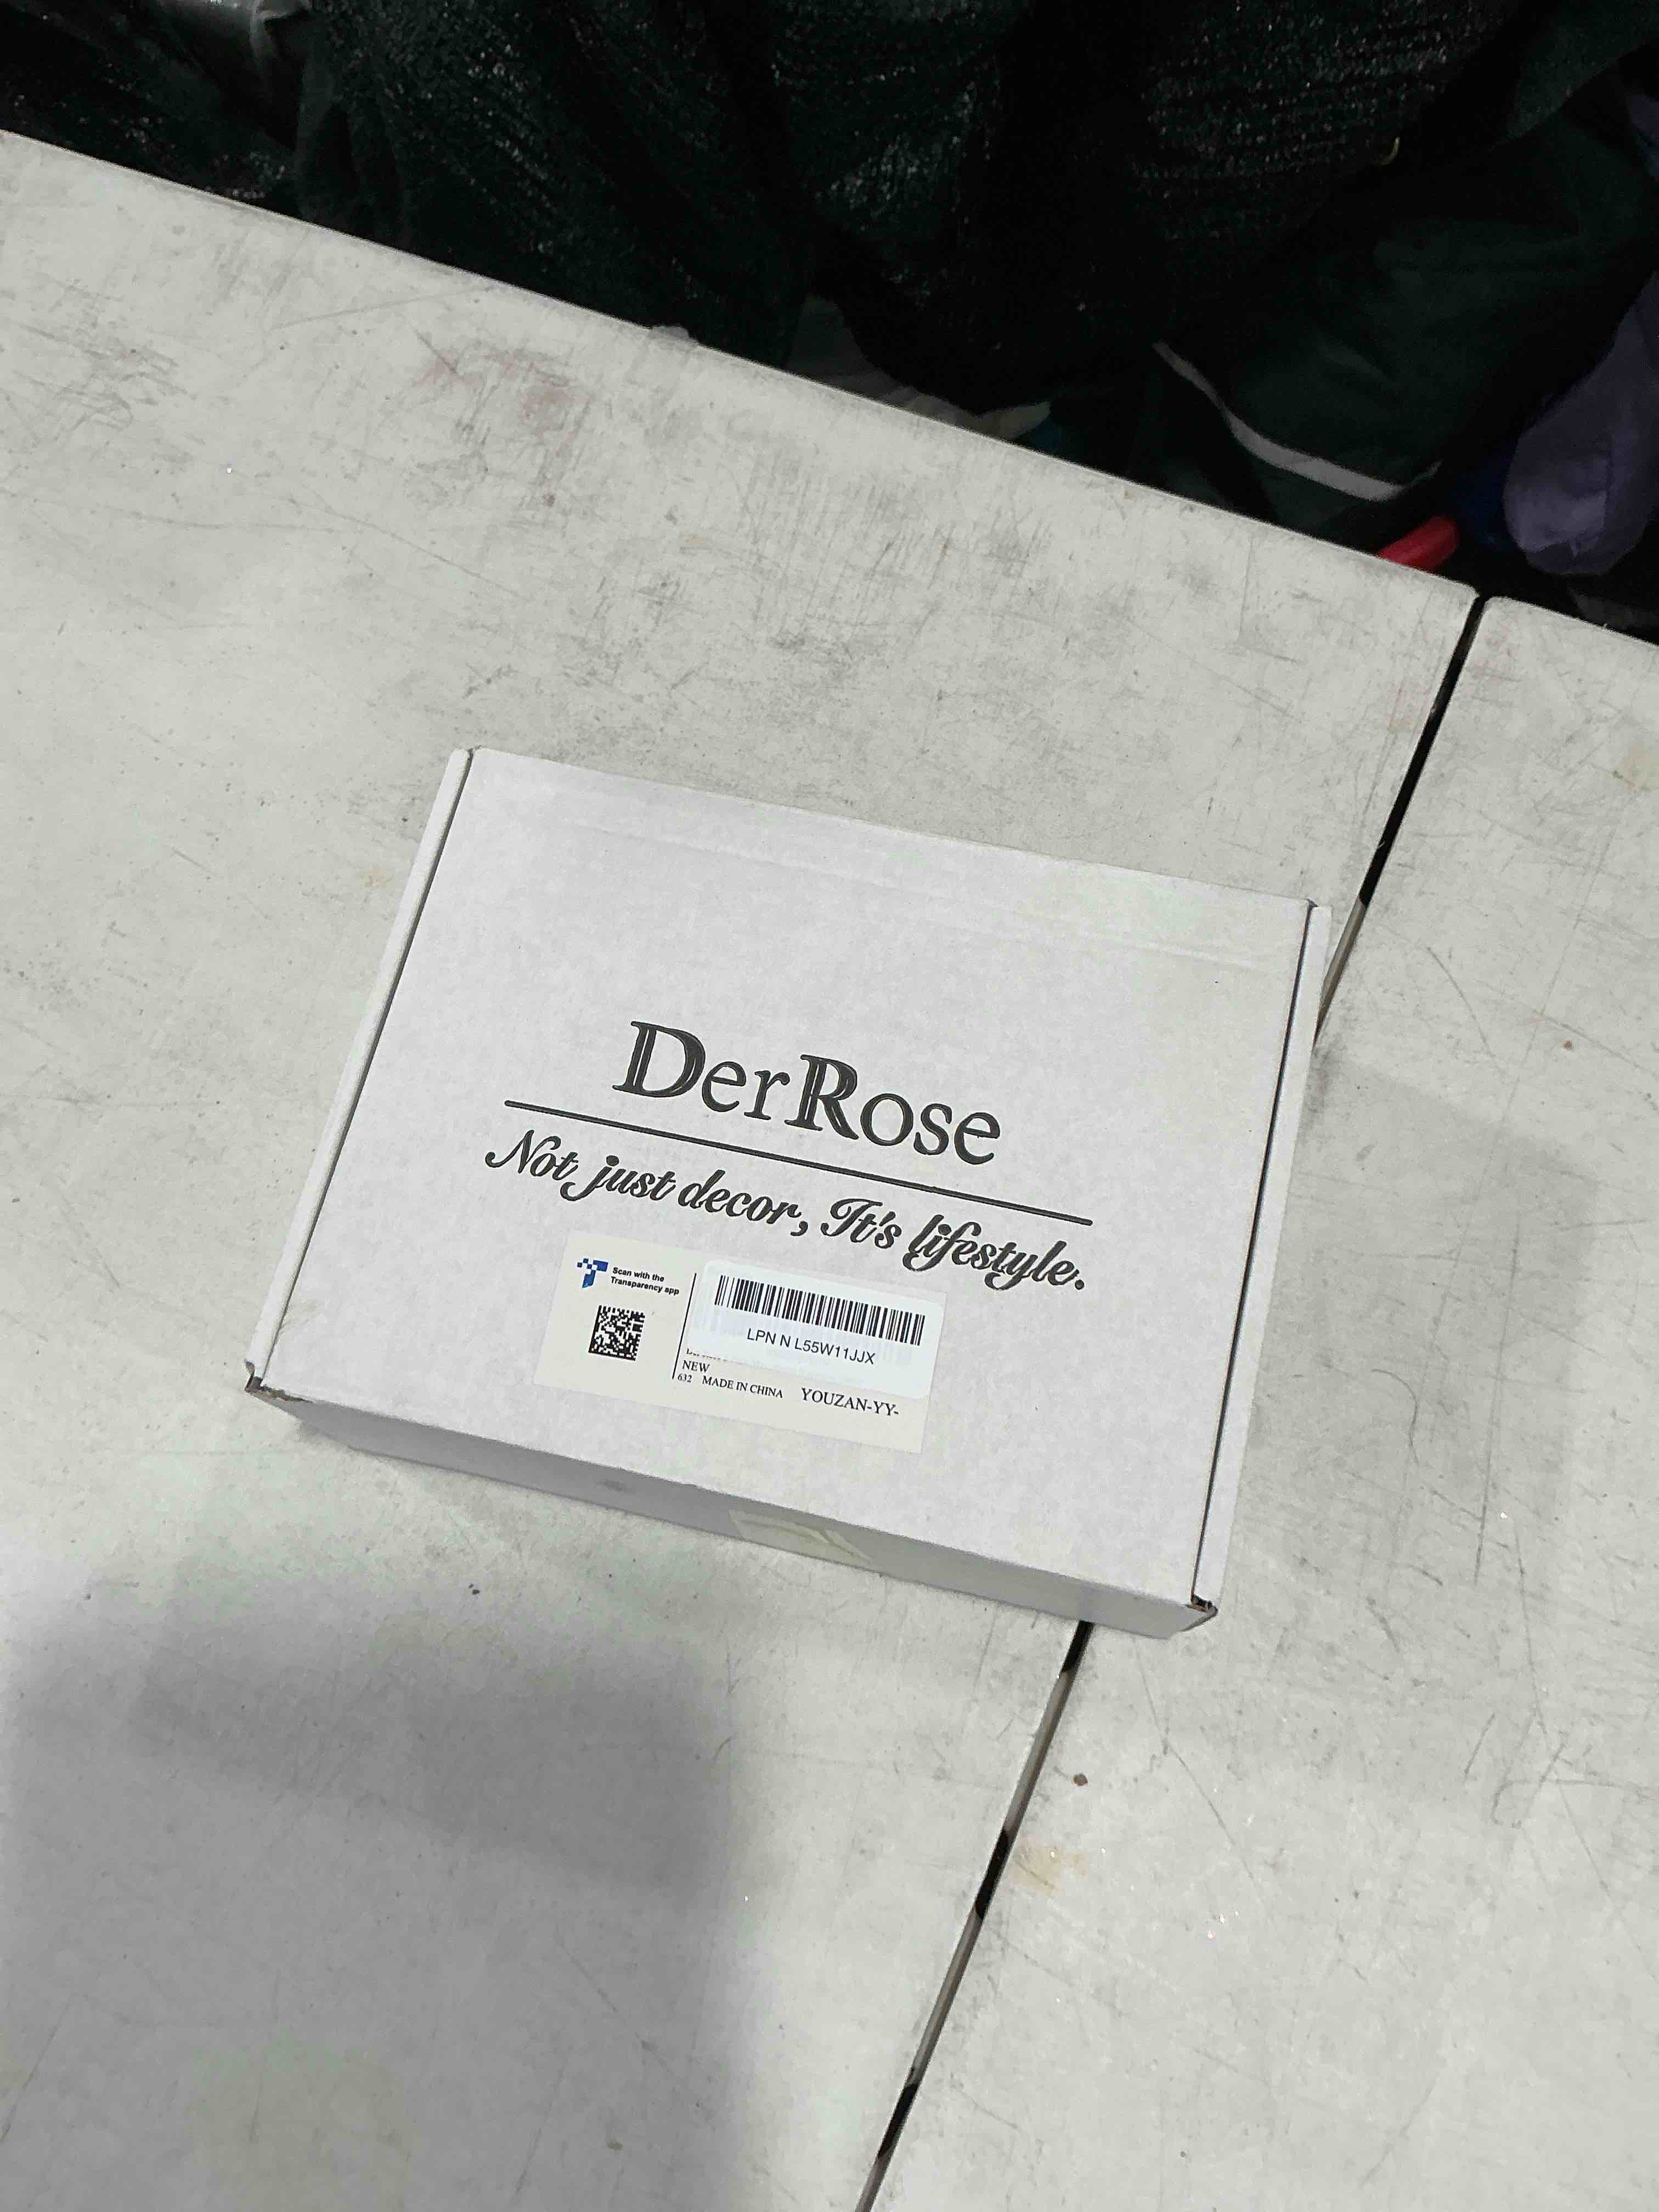 DerRose
Not just decor, It's lifestyle.
Scan with the
Transparency app
LPN N L55W11JJX
NEW
632 MADE IN CHINA YOUZAN-YY-